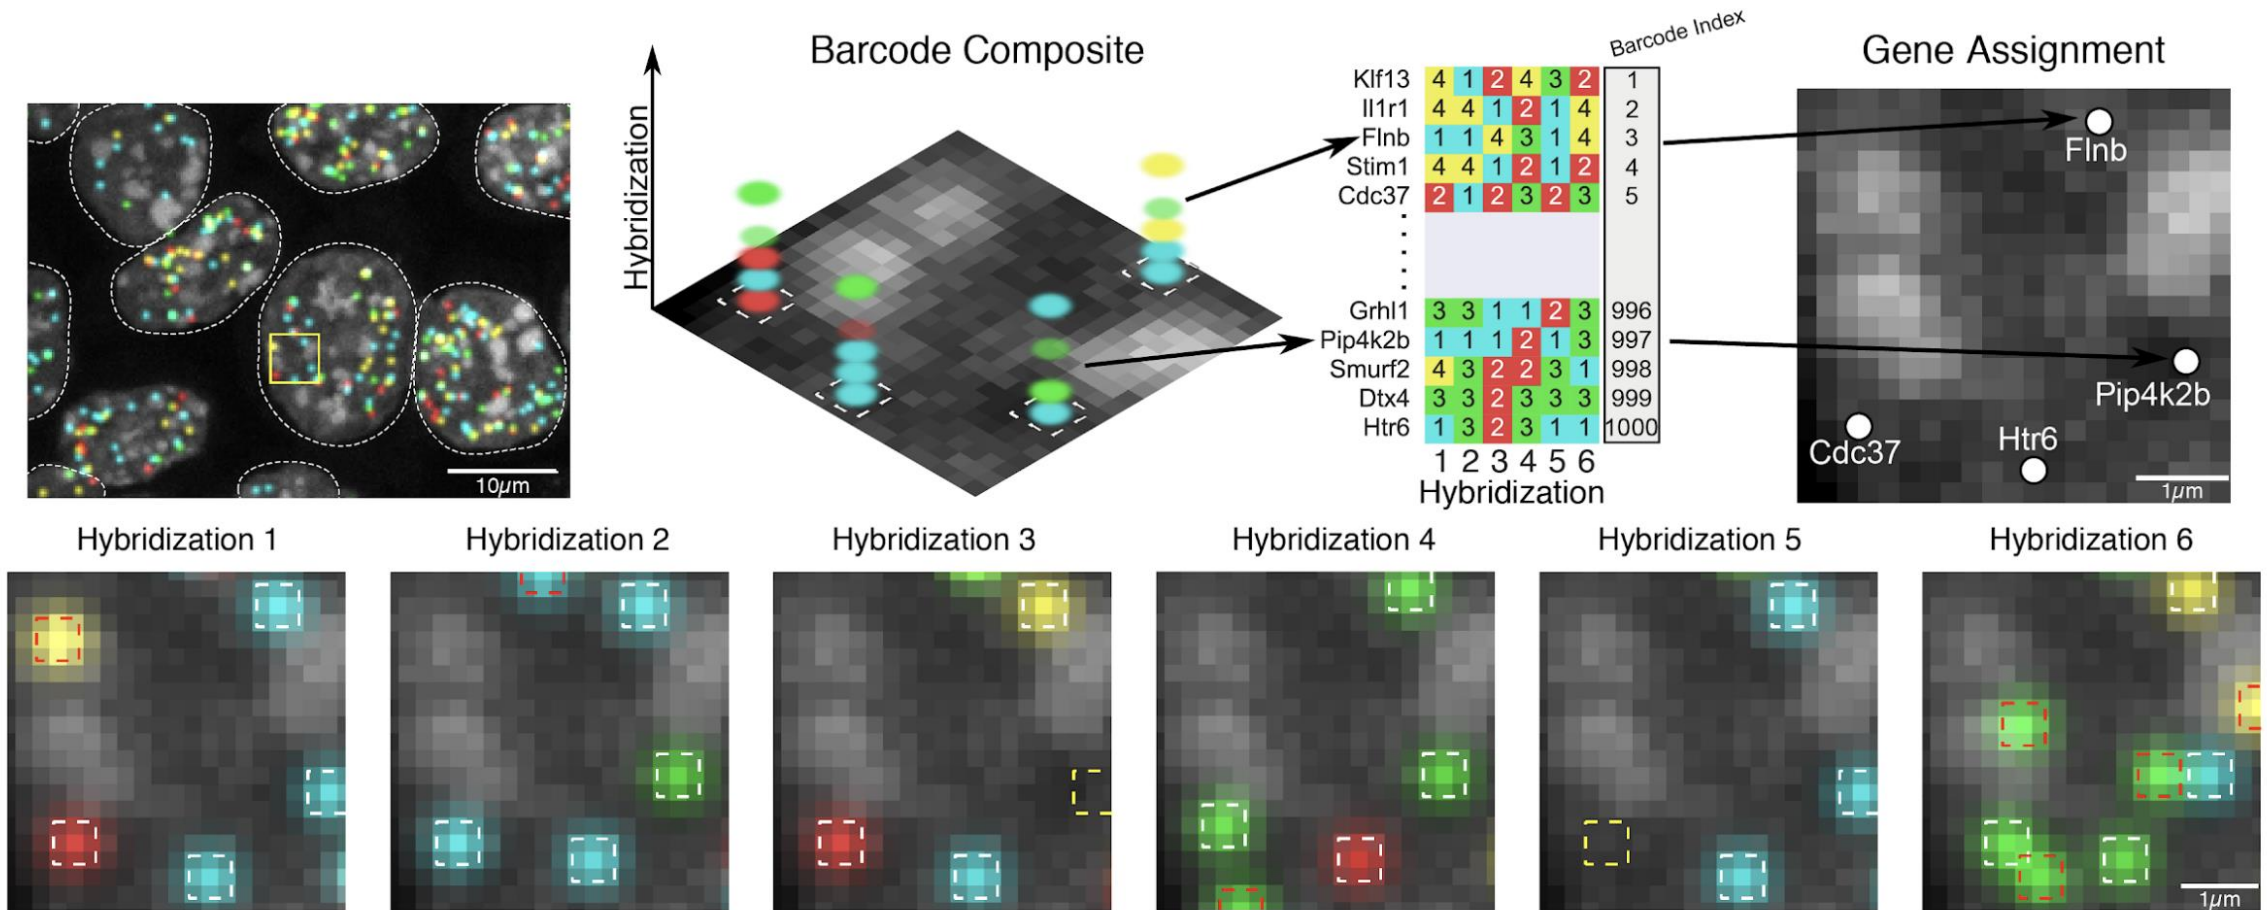 Barcode Composite
Barcode Index
Gene Assignment
Hybridization
Klf13 4 1 2 4 3 2 1
Il1r1 4 4 1 2 1 4 2
Flnb 1 1 4 3 1 4 3
Stim1 4 4 1 2 1 2 4
Cdc37 2 1 2 3 2 3 5
Grhl1 3 3 1 1 2 3 996
Pip4k2b 1 1 1 2 1 3 997
Smurf2 4 3 2 2 3 1 998
Dtx4 3 3 2 3 3 3 999
Htr6 1 3 2 3 1 1 1000
1 2 3 4 5 6
Hybridization
10µm
Flnb
Pip4k2b
Cdc37
Htr6
1µm
Hybridization 1
Hybridization 2
Hybridization 3
Hybridization 4
Hybridization 5
Hybridization 6
1µm